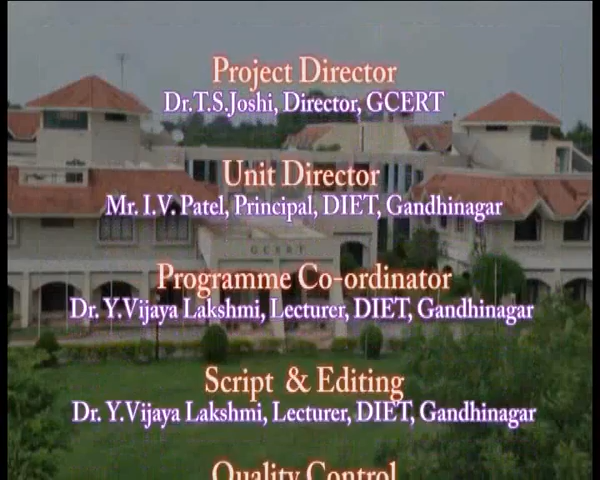 Project Director
Dr.T.S.Joshi, Director, GCERT
Unit Director
Mr. I.V. Patel, Principal, DIET, Gandhinagar
GCERT
Programme Co-ordinator
Dr. Y.Vijaya Lakshmi, Lecturer, DIET, Gandhinagar
Script & Editing
Dr. Y.Vijaya Lakshmi, Lecturer, DIET, Gandhinagar
Quality Control